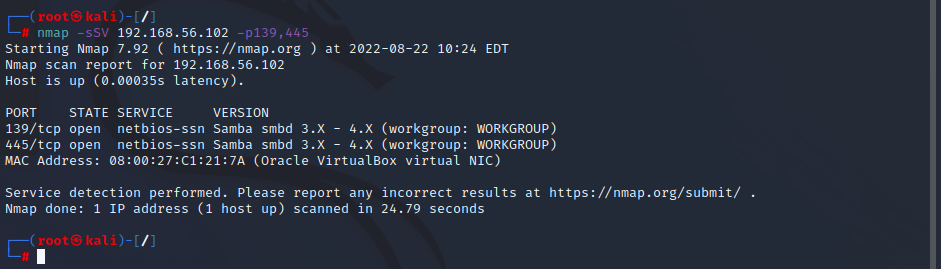 ┌──(root㉿kali)-[/]
└─# nmap -sSV 192.168.56.102 -p139,445
Starting Nmap 7.92 ( https://nmap.org ) at 2022-08-22 10:24 EDT
Nmap scan report for 192.168.56.102
Host is up (0.00035s latency).

PORT    STATE SERVICE     VERSION
139/tcp open  netbios-ssn Samba smbd 3.X - 4.X (workgroup: WORKGROUP)
445/tcp open  netbios-ssn Samba smbd 3.X - 4.X (workgroup: WORKGROUP)
MAC Address: 08:00:27:C1:21:7A (Oracle VirtualBox virtual NIC)

Service detection performed. Please report any incorrect results at https://nmap.org/submit/ .
Nmap done: 1 IP address (1 host up) scanned in 24.79 seconds

┌──(root㉿kali)-[/]
└─#